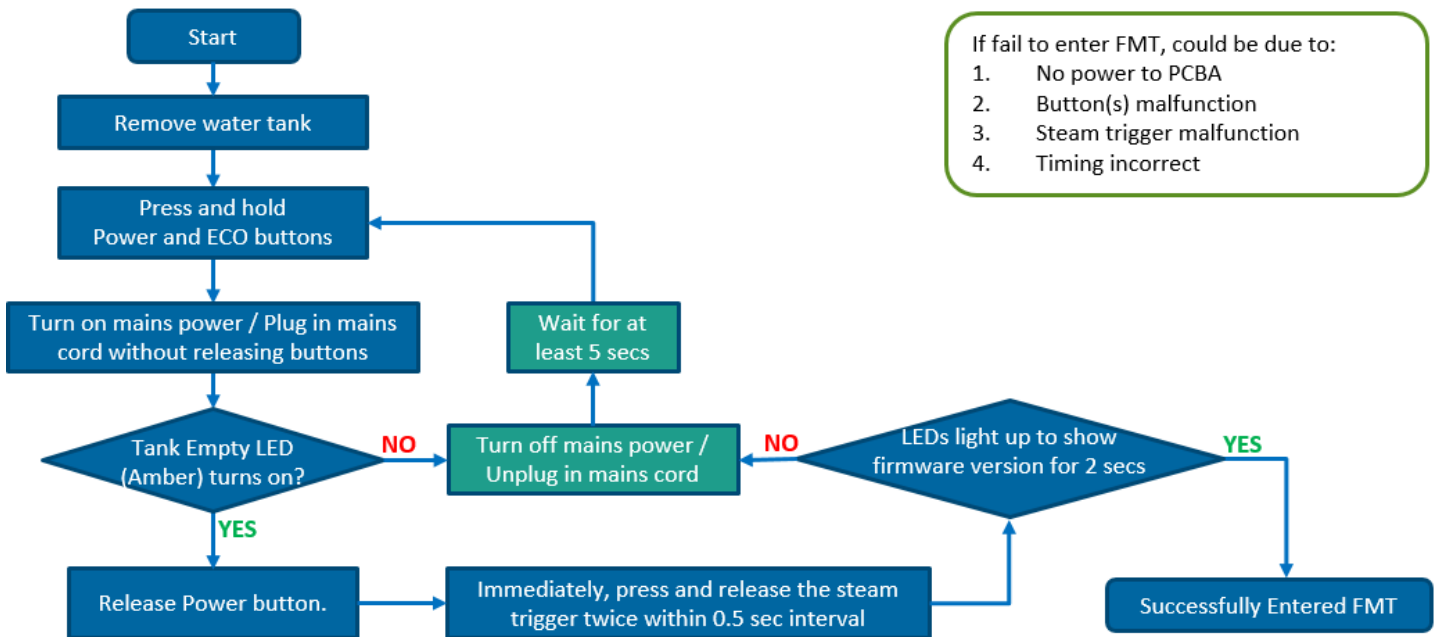 Start
Remove water tank
Press and hold
Power and ECO buttons
Turn on mains power / Plug in mains
cord without releasing buttons
Tank Empty LED
(Amber) turns on?
NO
YES
Release Power button.
Immediately, press and release the steam
trigger twice within 0.5 sec interval
Turn off mains power /
Unplug in mains cord
Wait for at
least 5 secs
LEDs light up to show
firmware version for 2 secs
NO
YES
Successfully Entered FMT
If fail to enter FMT, could be due to:
1. No power to PCBA
2. Button(s) malfunction
3. Steam trigger malfunction
4. Timing incorrect